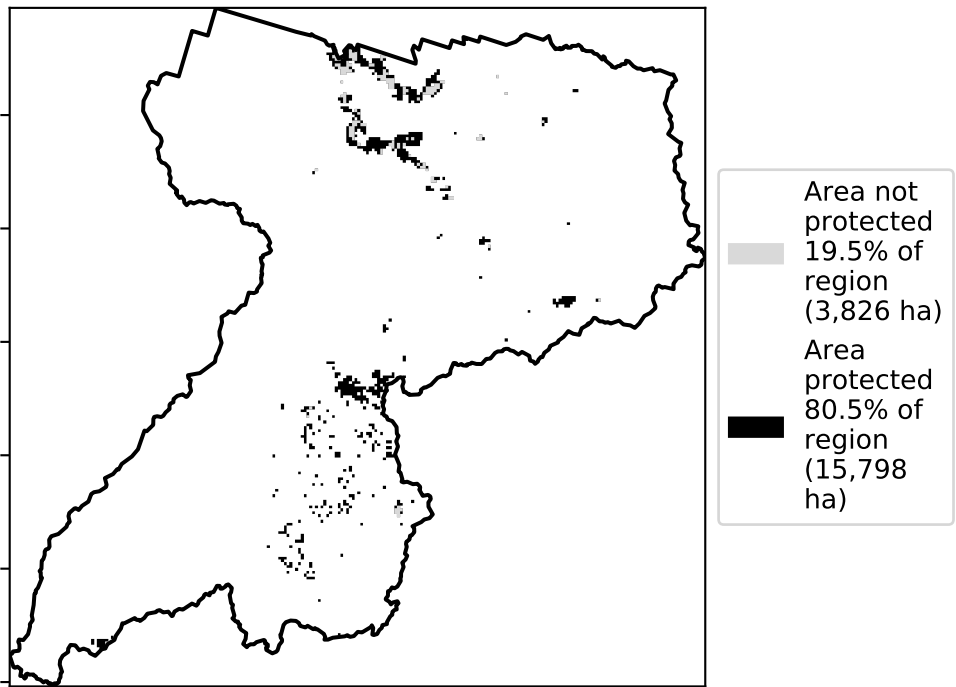 Area not
protected
19.5% of
region
(3,826 ha)
Area
protected
80.5% of
region
(15,798
ha)